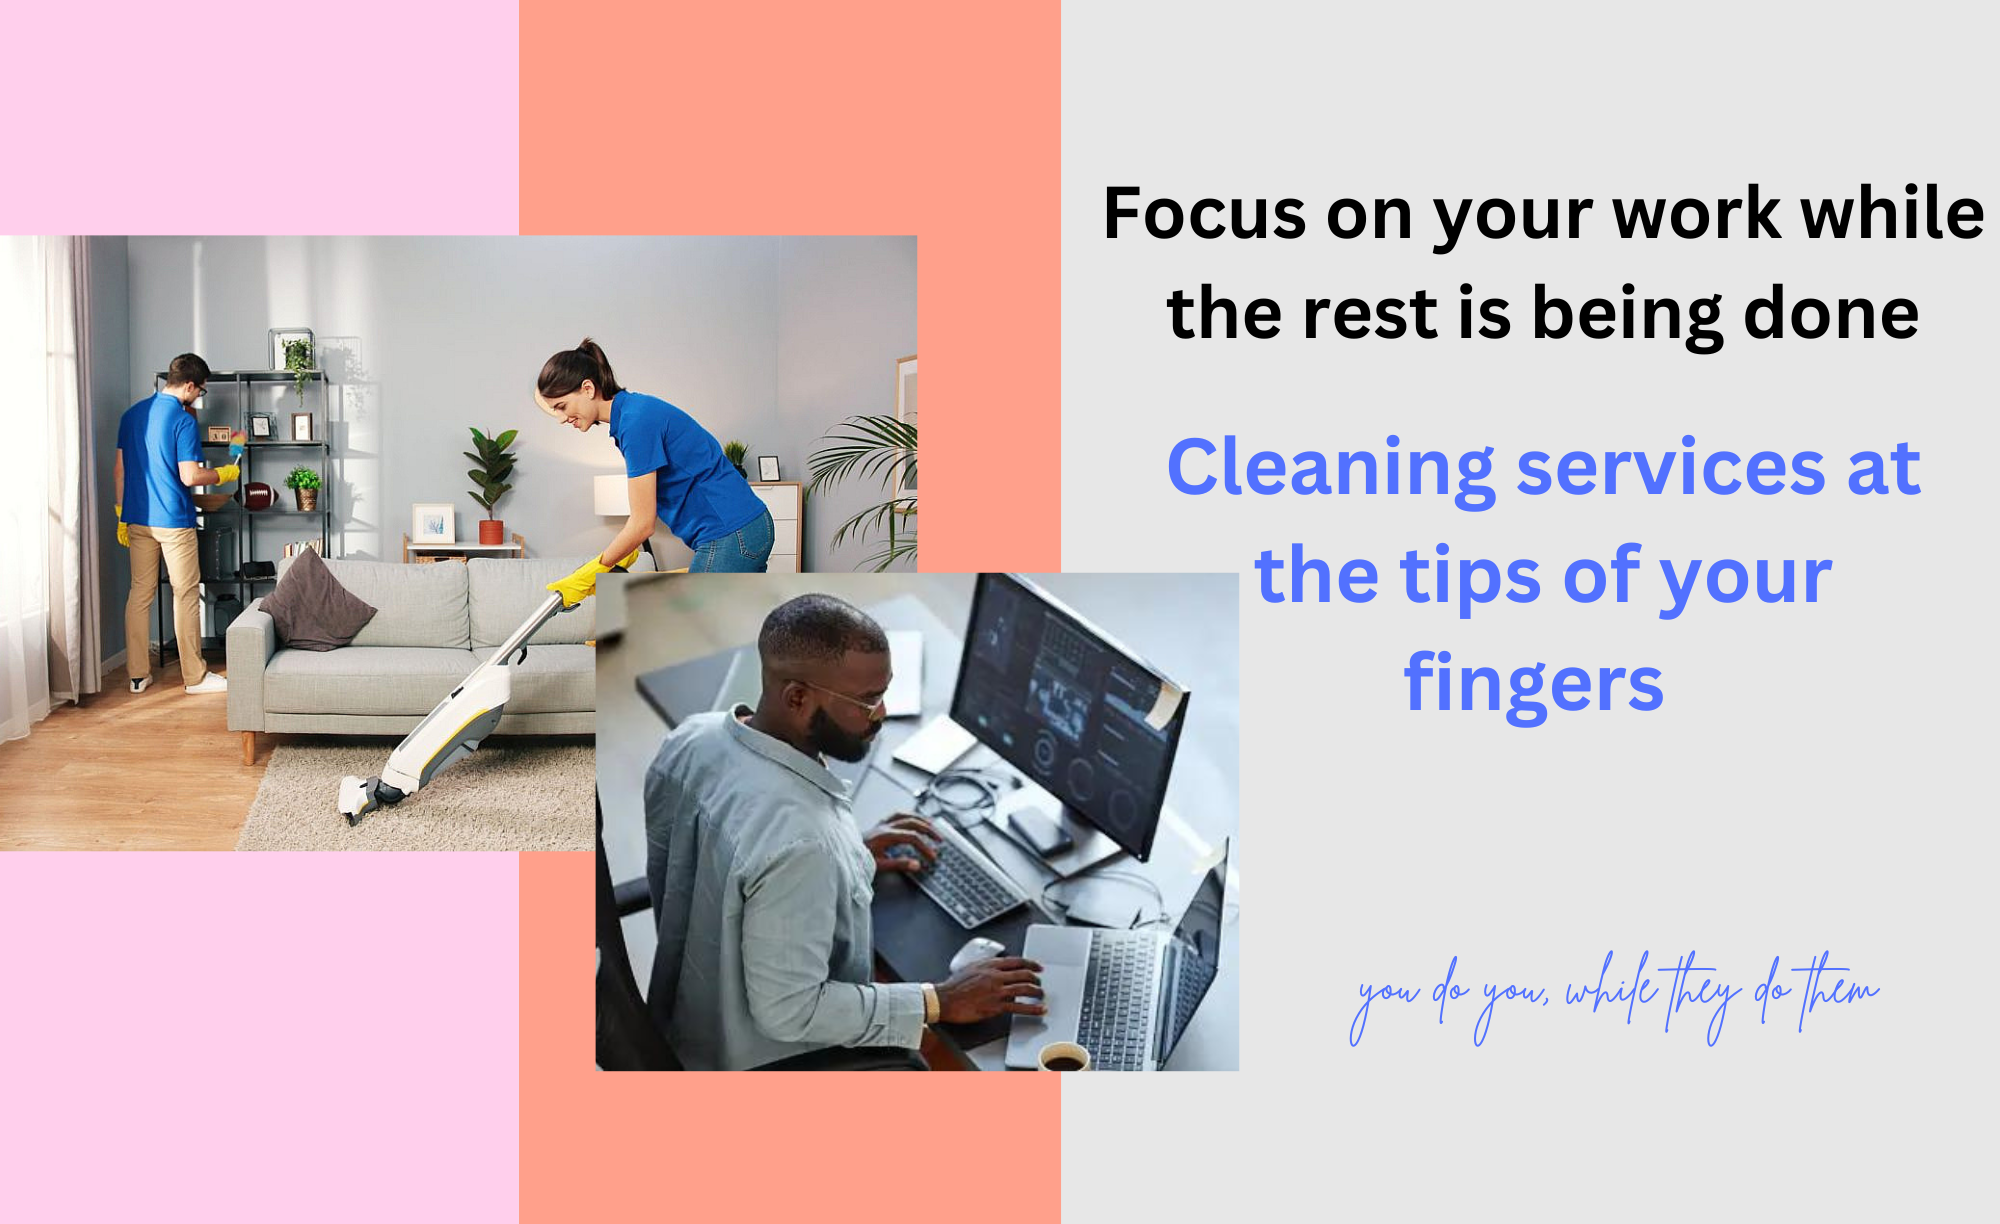 Focus on your work while
the rest is being done
Cleaning services at
the tips of your
fingers
you do you, while they do them